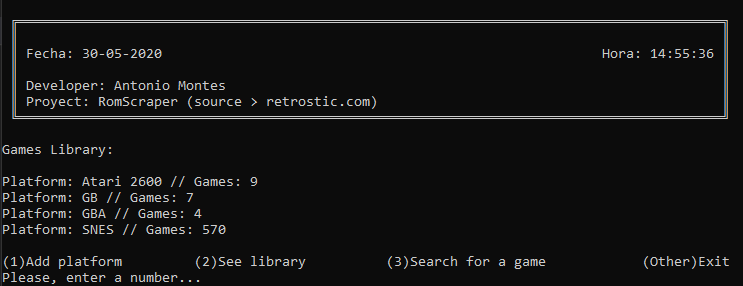 Fecha: 30-05-2020 Hora: 14:55:36
Developer: Antonio Montes
Proyect: RomScraper (source > retrostic.com)
Games Library:
Platform: Atari 2600 // Games: 9
Platform: GB // Games: 7
Platform: GBA // Games: 4
Platform: SNES // Games: 570
(1)Add platform (2)See library (3)Search for a game (Other)Exit
Please, enter a number...